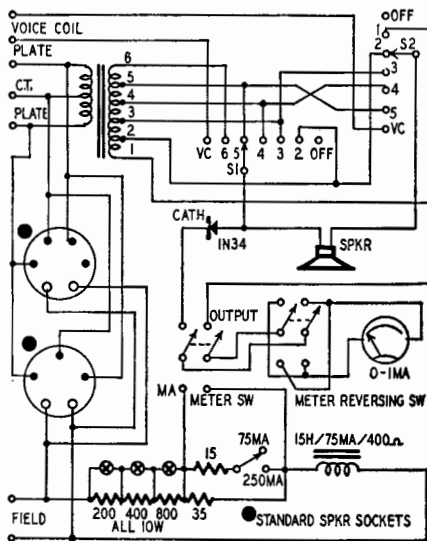 OFF
VOICE COIL
1
2 S2
PLATE
3
C.T.
4
PLATE
5
VC
6
5
4
3
2
1
VC 6 5 4 3 2 OFF
S1
CATH
IN34
SPKR
OUTPUT
0-1MA
MA
METER SW
METER REVERSING SW
15
75MA
250MA
15H/75MA/400Ω
200 400 800 35
ALL 10W
FIELD
STANDARD SPKR SOCKETS